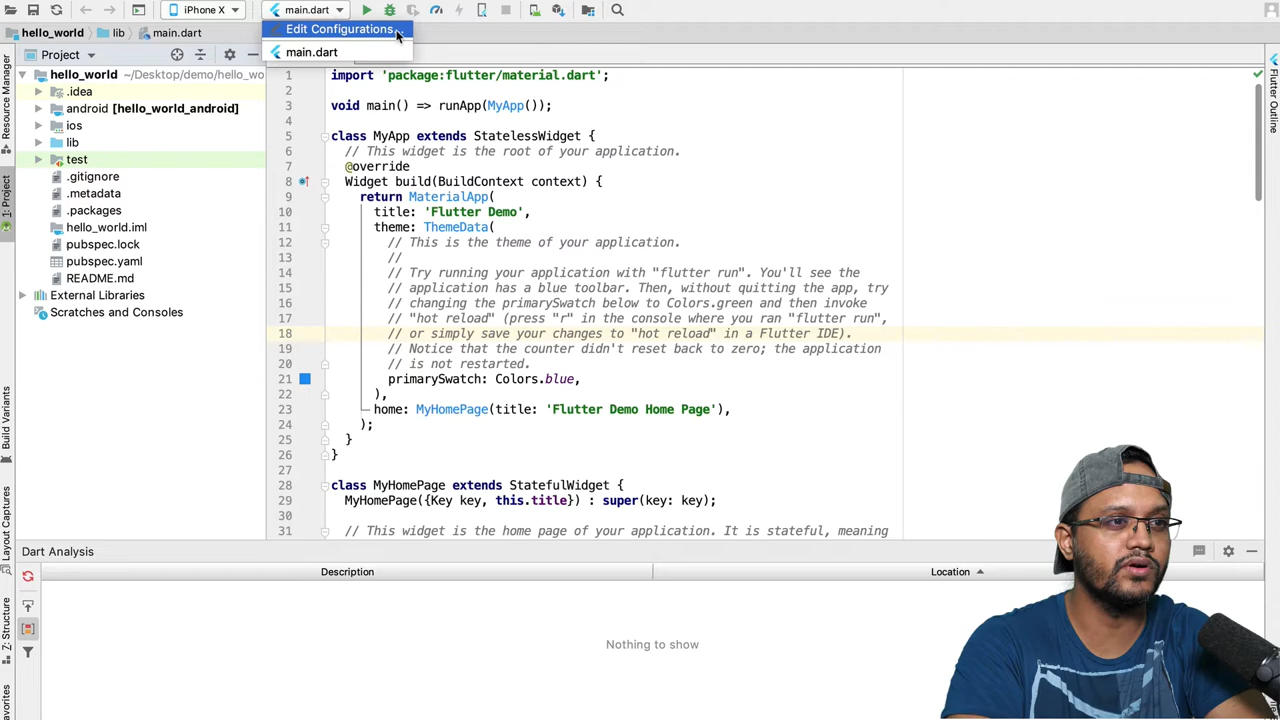 iPhone X
main.dart
hello_world
lib
main.dart
Edit Configurations...
main.dart
Project
Resource Manager
1: Project
Build Variants
Layout Captures
Z: Structure
avorites
Flutter Outline
hello_world ~/Desktop/demo/hello_wo
.idea
android [hello_world_android]
ios
lib
test
.gitignore
.metadata
.packages
hello_world.iml
pubspec.lock
pubspec.yaml
README.md
External Libraries
Scratches and Consoles
1 import 'package:flutter/material.dart';
2
3 void main() => runApp(MyApp());
4
5 class MyApp extends StatelessWidget {
6 // This widget is the root of your application.
7 @override
8 Widget build(BuildContext context) {
9 return MaterialApp(
10 title: 'Flutter Demo',
11 theme: ThemeData(
12 // This is the theme of your application.
13 //
14 // Try running your application with "flutter run". You'll see the
15 // application has a blue toolbar. Then, without quitting the app, try
16 // changing the primarySwatch below to Colors.green and then invoke
17 // "hot reload" (press "r" in the console where you ran "flutter run",
18 // or simply save your changes to "hot reload" in a Flutter IDE).
19 // Notice that the counter didn't reset back to zero; the application
20 // is not restarted.
21 primarySwatch: Colors.blue,
22 ),
23 home: MyHomePage(title: 'Flutter Demo Home Page'),
24 );
25 }
26 }
27
28 class MyHomePage extends StatefulWidget {
29 MyHomePage({Key key, this.title}) : super(key: key);
30
31 // This widget is the home page of your application. It is stateful, meaning
Dart Analysis
Description
Location
Nothing to show